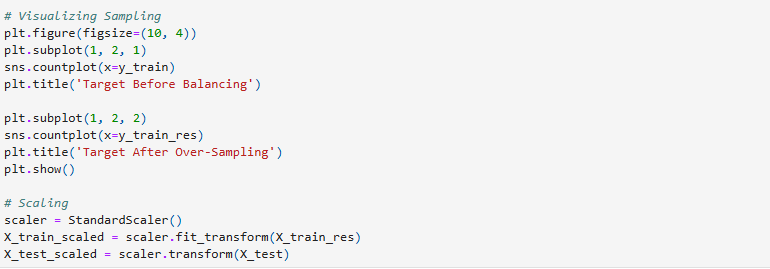 # Visualizing Sampling
plt.figure(figsize=(10, 4))
plt.subplot(1, 2, 1)
sns.countplot(x=y_train)
plt.title('Target Before Balancing')

plt.subplot(1, 2, 2)
sns.countplot(x=y_train_res)
plt.title('Target After Over-Sampling')
plt.show()

# Scaling
scaler = StandardScaler()
X_train_scaled = scaler.fit_transform(X_train_res)
X_test_scaled = scaler.transform(X_test)